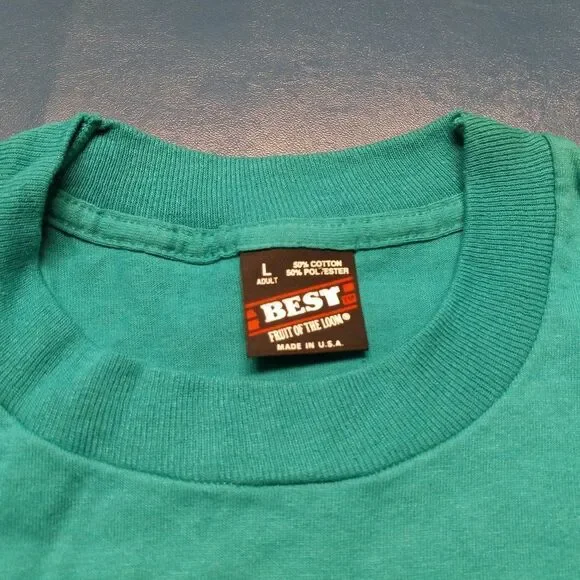 L 50% COTTON
ADULT 50% POLYESTER
BEST
FRUIT OF THE LOOM®
MADE IN U.S.A.